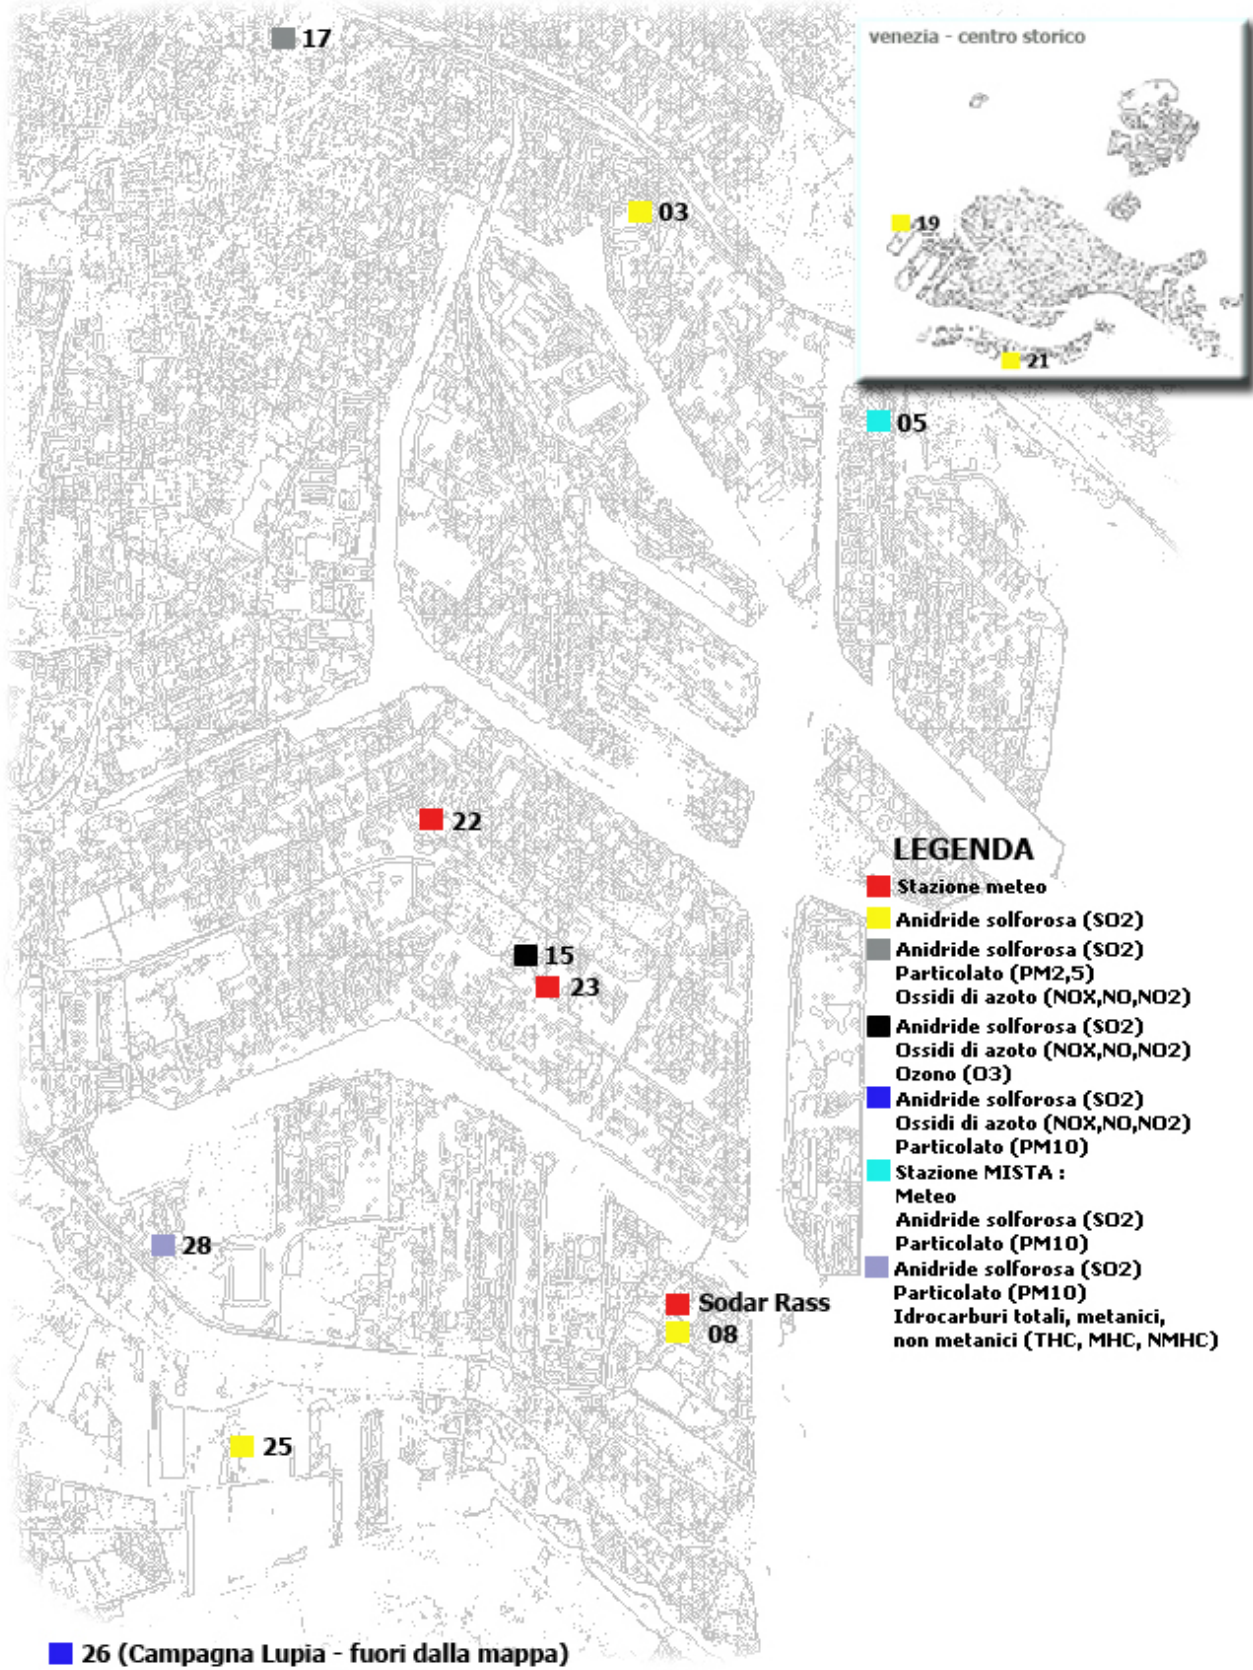 17
venezia - centro storico
03
19
21
05
22
LEGENDA
Stazione meteo
Anidride solforosa (SO2)
Anidride solforosa (SO2)
Particolato (PM2,5)
Ossidi di azoto (NOX,NO,NO2)
15
23
Anidride solforosa (SO2)
Ossidi di azoto (NOX,NO,NO2)
Ozono (O3)
Anidride solforosa (SO2)
Ossidi di azoto (NOX,NO,NO2)
Particolato (PM10)
Stazione MISTA :
Meteo
Anidride solforosa (SO2)
Particolato (PM10)
Anidride solforosa (SO2)
Particolato (PM10)
Idrocarburi totali, metanici,
non metanici (THC, MHC, NMHC)
28
Sodar Rass
08
25
26 (Campagna Lupia - fuori dalla mappa)